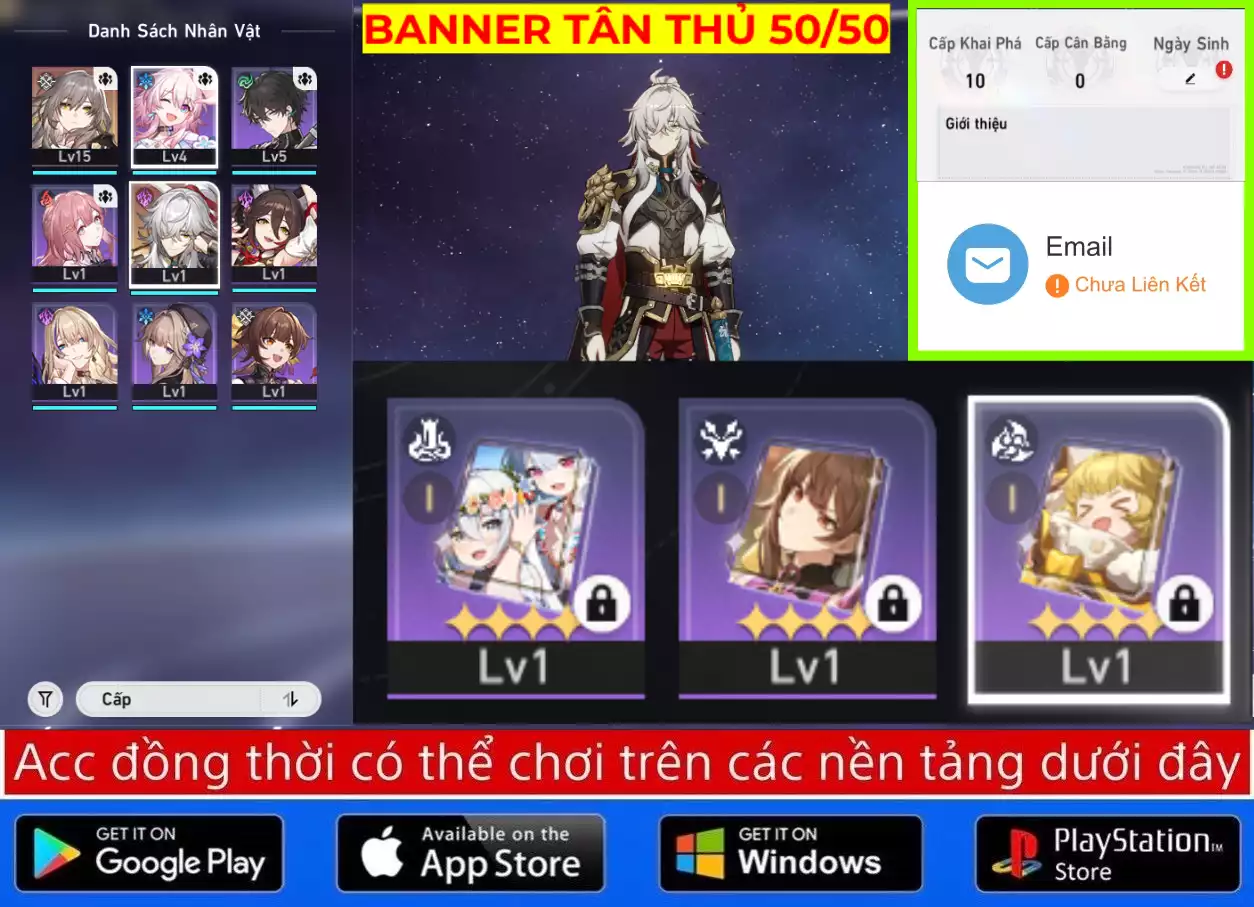 Danh Sách Nhân Vật
Lv15
Lv4
Lv5
Lv1
Lv1
Lv1
Lv1
Lv1
Lv1
Cấp
BANNER TÂN THỦ 50/50
Cấp Khai Phá
Cấp Cân Bằng
Ngày Sinh
10
0
Giới thiệu
Email
! Chưa Liên Kết
I
I
I
Lv1
Lv1
Lv1
Acc đồng thời có thể chơi trên các nền tảng dưới đây
GET IT ON
Google Play
Available on the
App Store
GET IT ON
Windows
PlayStation™
Store